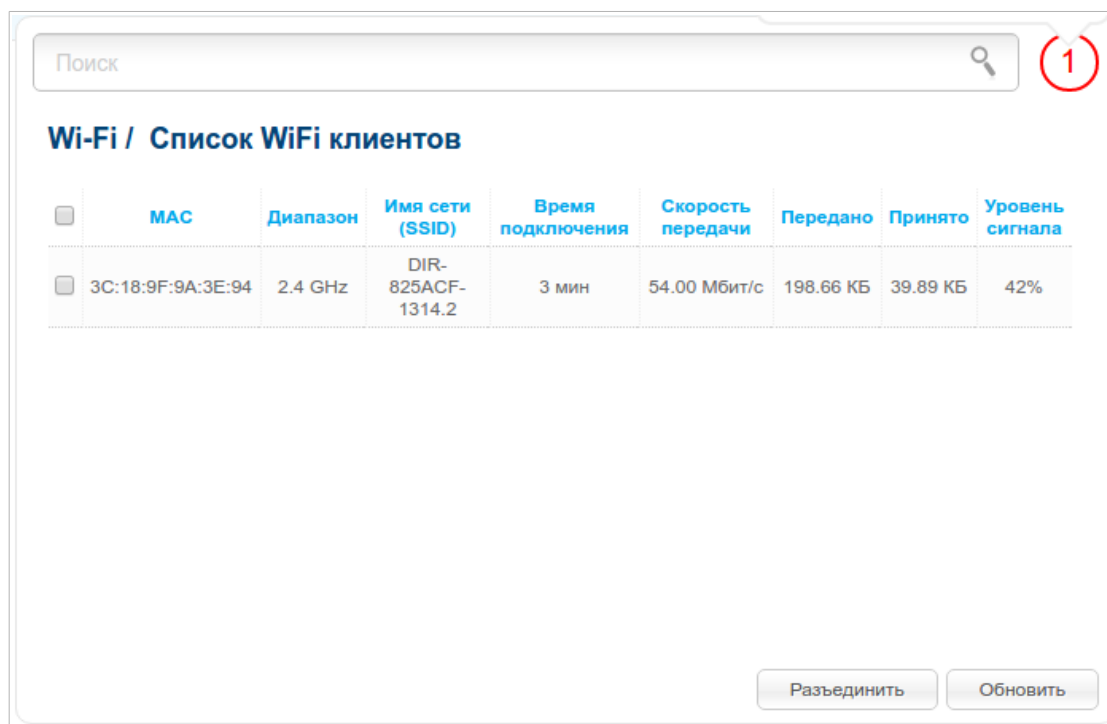 Поиск
1
Wi-Fi / Список WiFi клиентов
MAC Диапазон Имя сети (SSID) Время подключения Скорость передачи Передано Принято Уровень сигнала
3C:18:9F:9A:3E:94 2.4 GHz DIR-825ACF-1314.2 3 мин 54.00 Мбит/с 198.66 КБ 39.89 КБ 42%
Разъединить Обновить